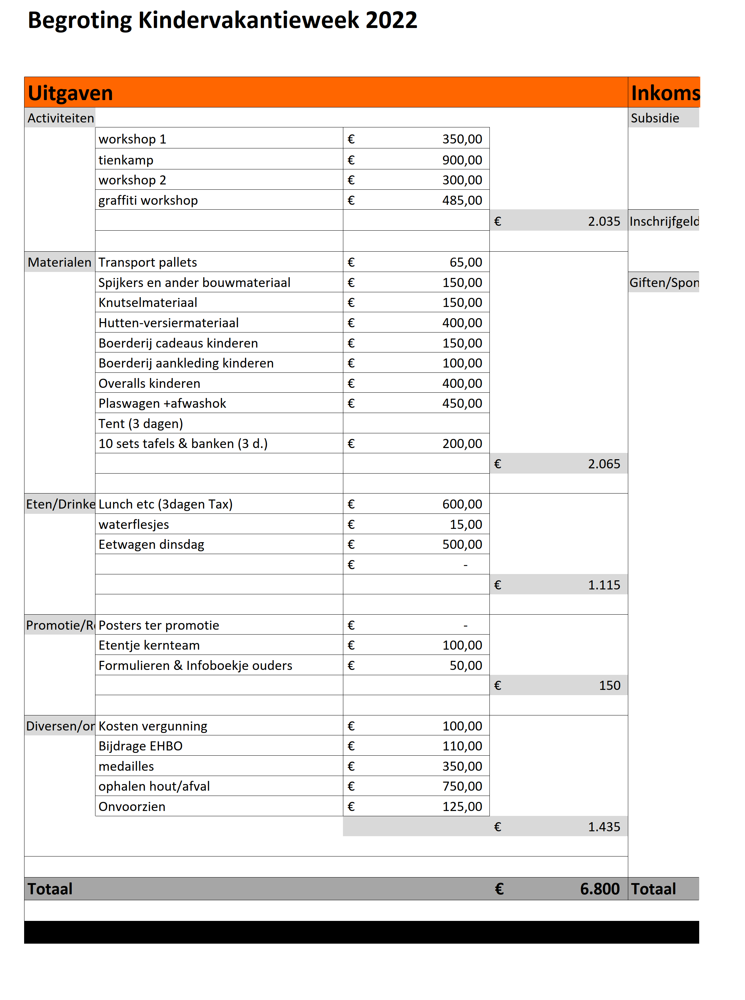 Begroting Kindervakantieweek 2022
Uitgaven Inkoms
Activiteiten Subsidie
workshop 1 € 350,00
tienkamp € 900,00
workshop 2 € 300,00
graffiti workshop € 485,00
€ 2.035 Inschrijfgeld
Materialen Transport pallets € 65,00
Spijkers en ander bouwmateriaal € 150,00 Giften/Spon
Knutselmateriaal € 150,00
Hutten-versiermateriaal € 400,00
Boerderij cadeaus kinderen € 150,00
Boerderij aankleding kinderen € 100,00
Overalls kinderen € 400,00
Plaswagen +afwashok € 450,00
Tent (3 dagen)
10 sets tafels & banken (3 d.) € 200,00
€ 2.065
Eten/Drinke Lunch etc (3dagen Tax) € 600,00
waterflesjes € 15,00
Eetwagen dinsdag € 500,00
€ -
€ 1.115
Promotie/Re Posters ter promotie € -
Etentje kernteam € 100,00
Formulieren & Infoboekje ouders € 50,00
€ 150
Diversen/on Kosten vergunning € 100,00
Bijdrage EHBO € 110,00
medailles € 350,00
ophalen hout/afval € 750,00
Onvoorzien € 125,00
€ 1.435
Totaal € 6.800 Totaal